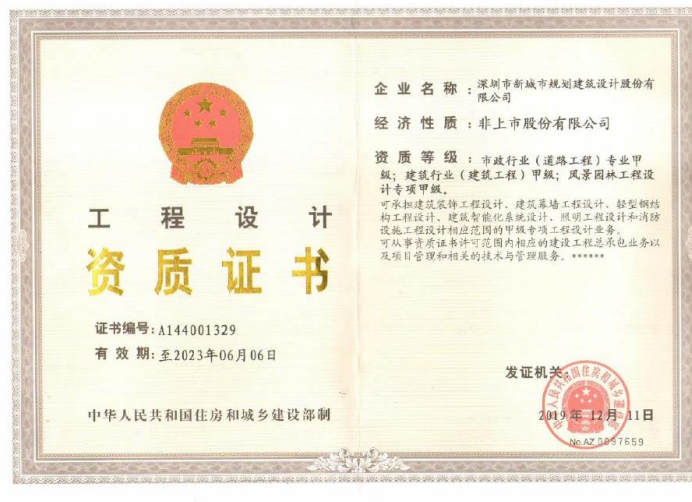 工程设计
资质证书
证书编号:A144001329
有效期:至2023年06月06日
中华人民共和国住房和城乡建设部制
企业名称:深圳市新城市规划建筑设计股份有
限公司
经济性质:非上市股份有限公司
资质等级:市政行业(道路工程)专业甲
级;建筑行业(建筑工程)甲级;风景园林工程设
计专项甲级。
可承担建筑装饰工程设计、建筑幕墙工程设计、轻型钢结
构工程设计、建筑智能化系统设计、照明工程设计和消防
设施工程设计相应范围的甲级专项工程设计业务。
可从事资质证书许可范围内相应的建设工程总承包业务以
及项目管理和相关的技术与管理服务。******
发证机关:
2019年12月11日
No.AZ 0097659